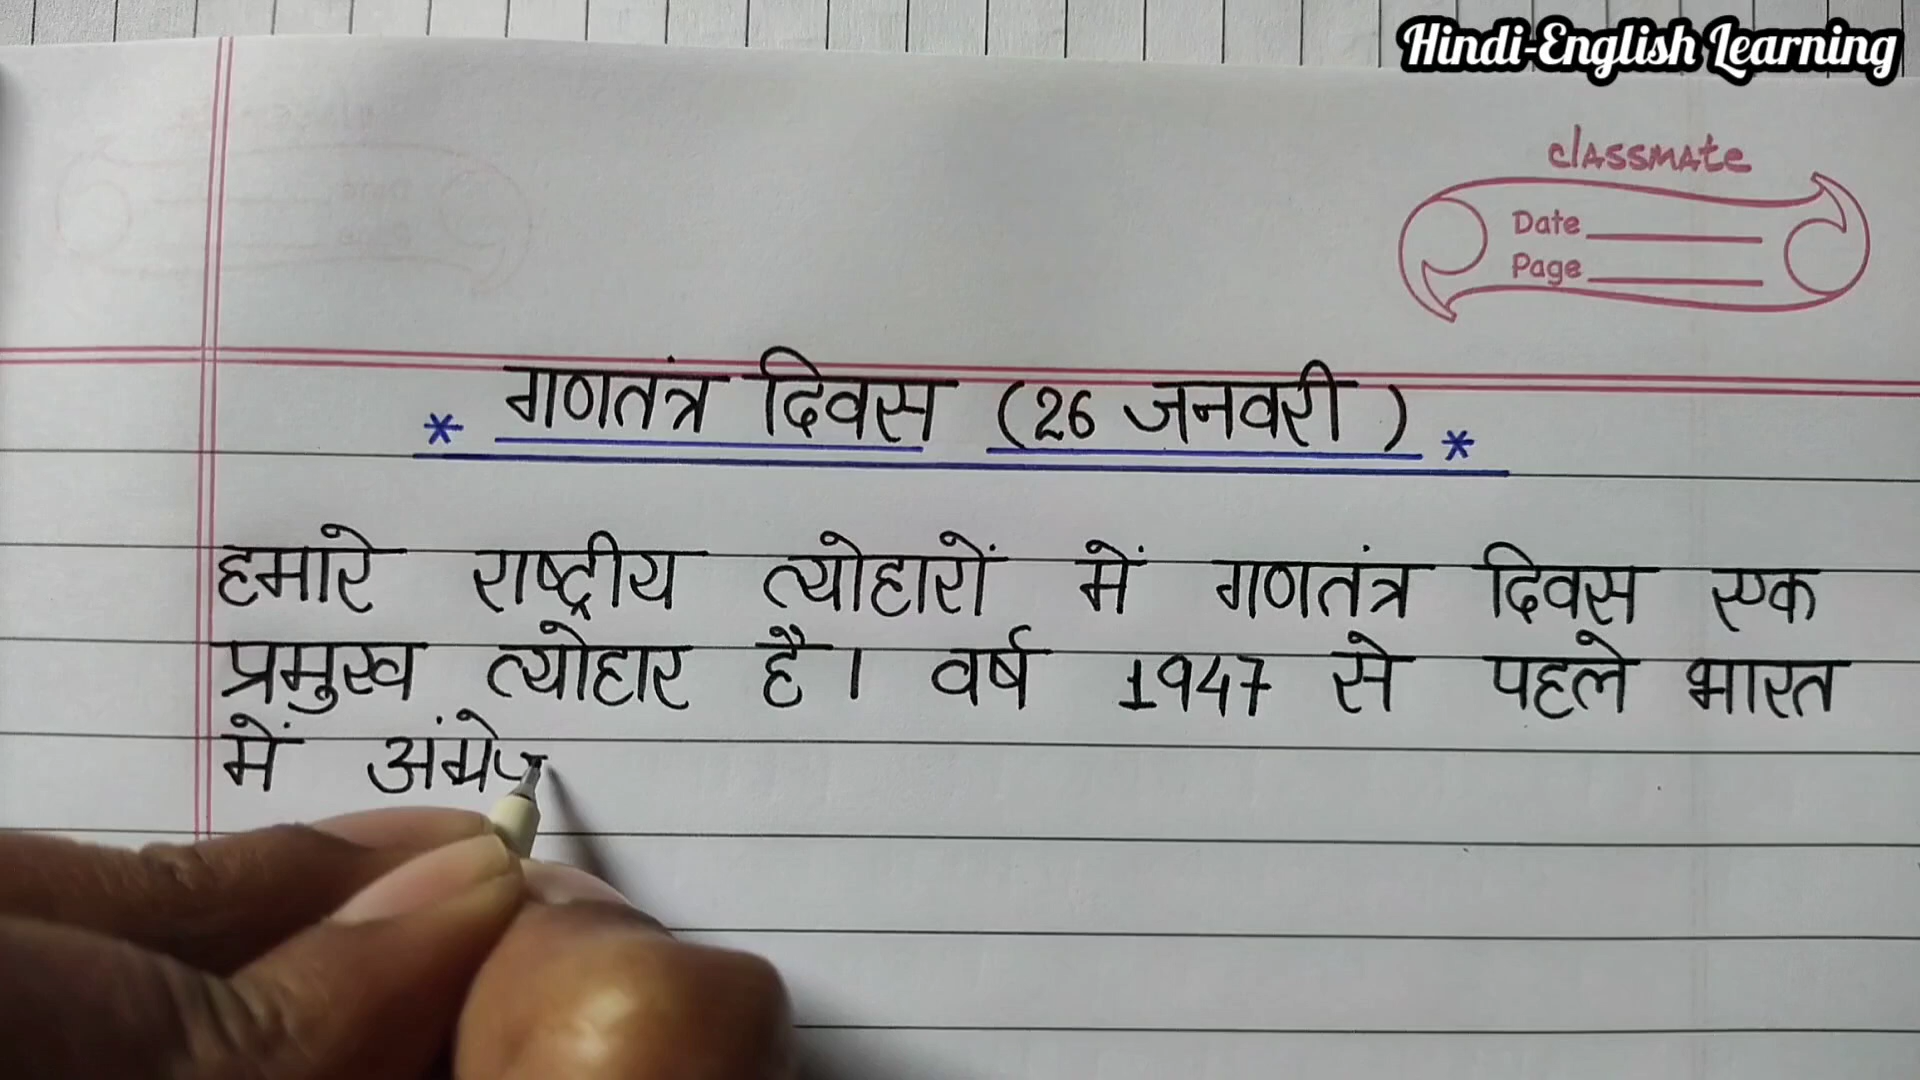 Hindi-English Learning
classmate
Date
Page
* गणतंत्र दिवस (26 जनवरी) *
हमारे राष्ट्रीय त्योहारों में गणतंत्र दिवस एक
प्रमुख त्योहार है। वर्ष 1947 से पहले भारत
में